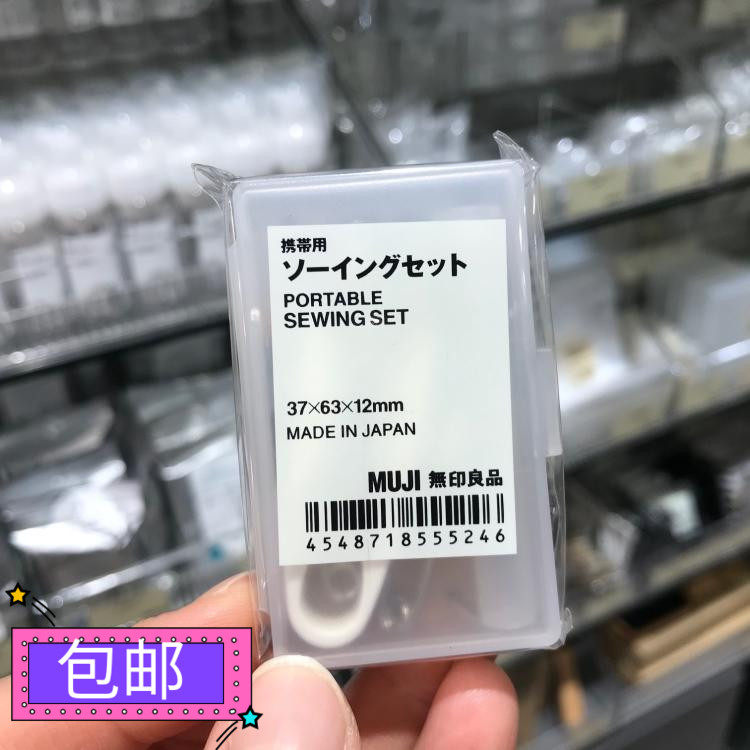 携帯用
ソーイングセット
PORTABLE
SEWING SET
37×63×12mm
MADE IN JAPAN
MUJI 無印良品
4548718555246
包邮